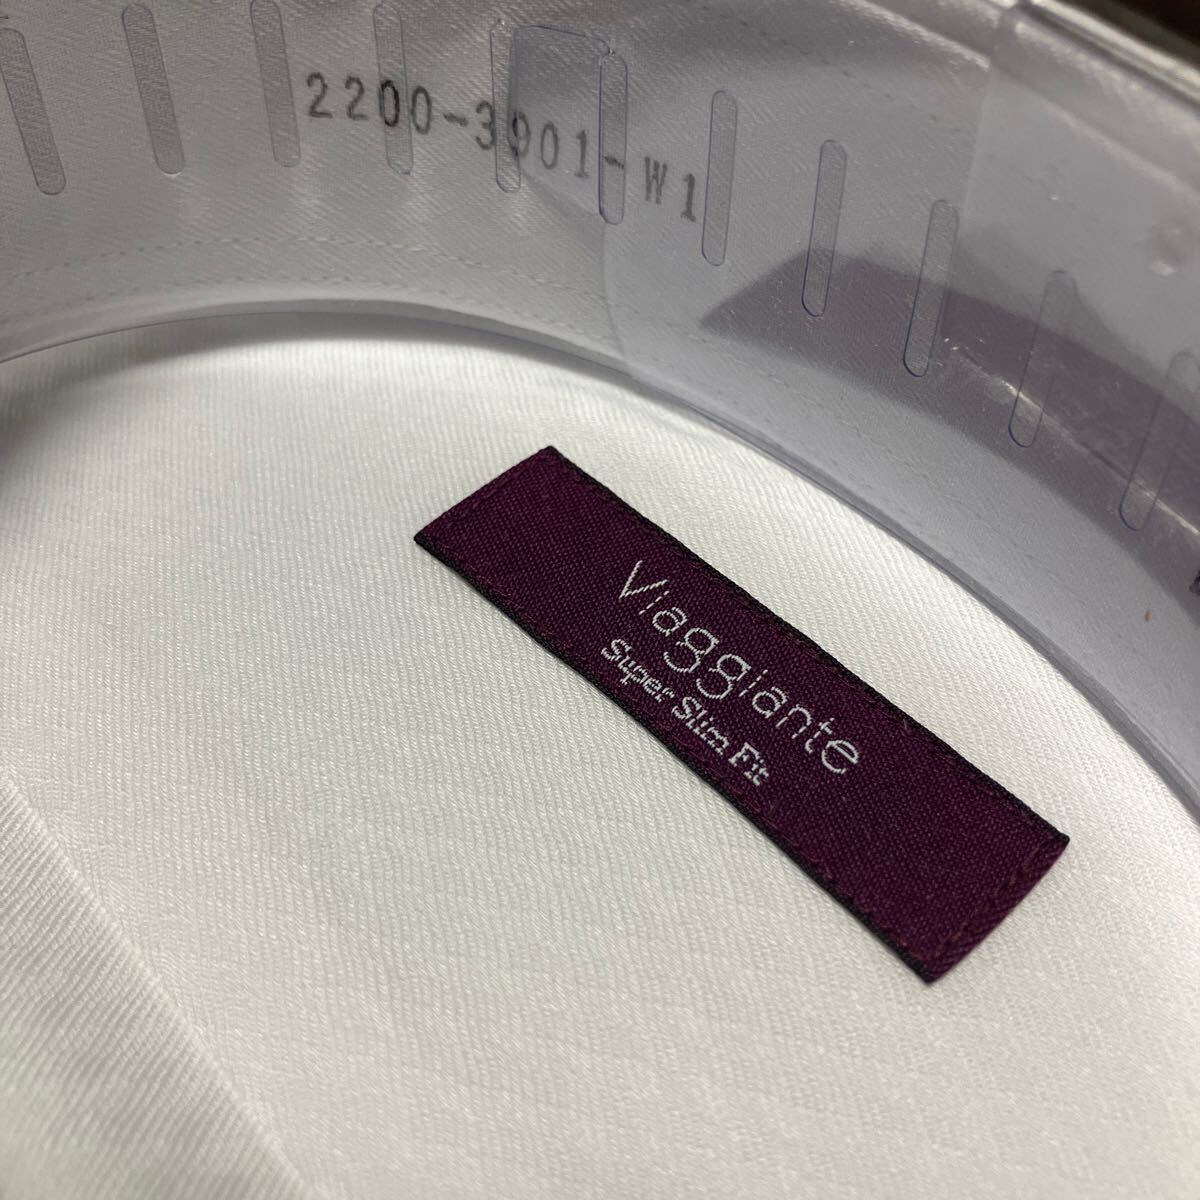 2200-3901-W1
Viaggiante
Super Slim Fit